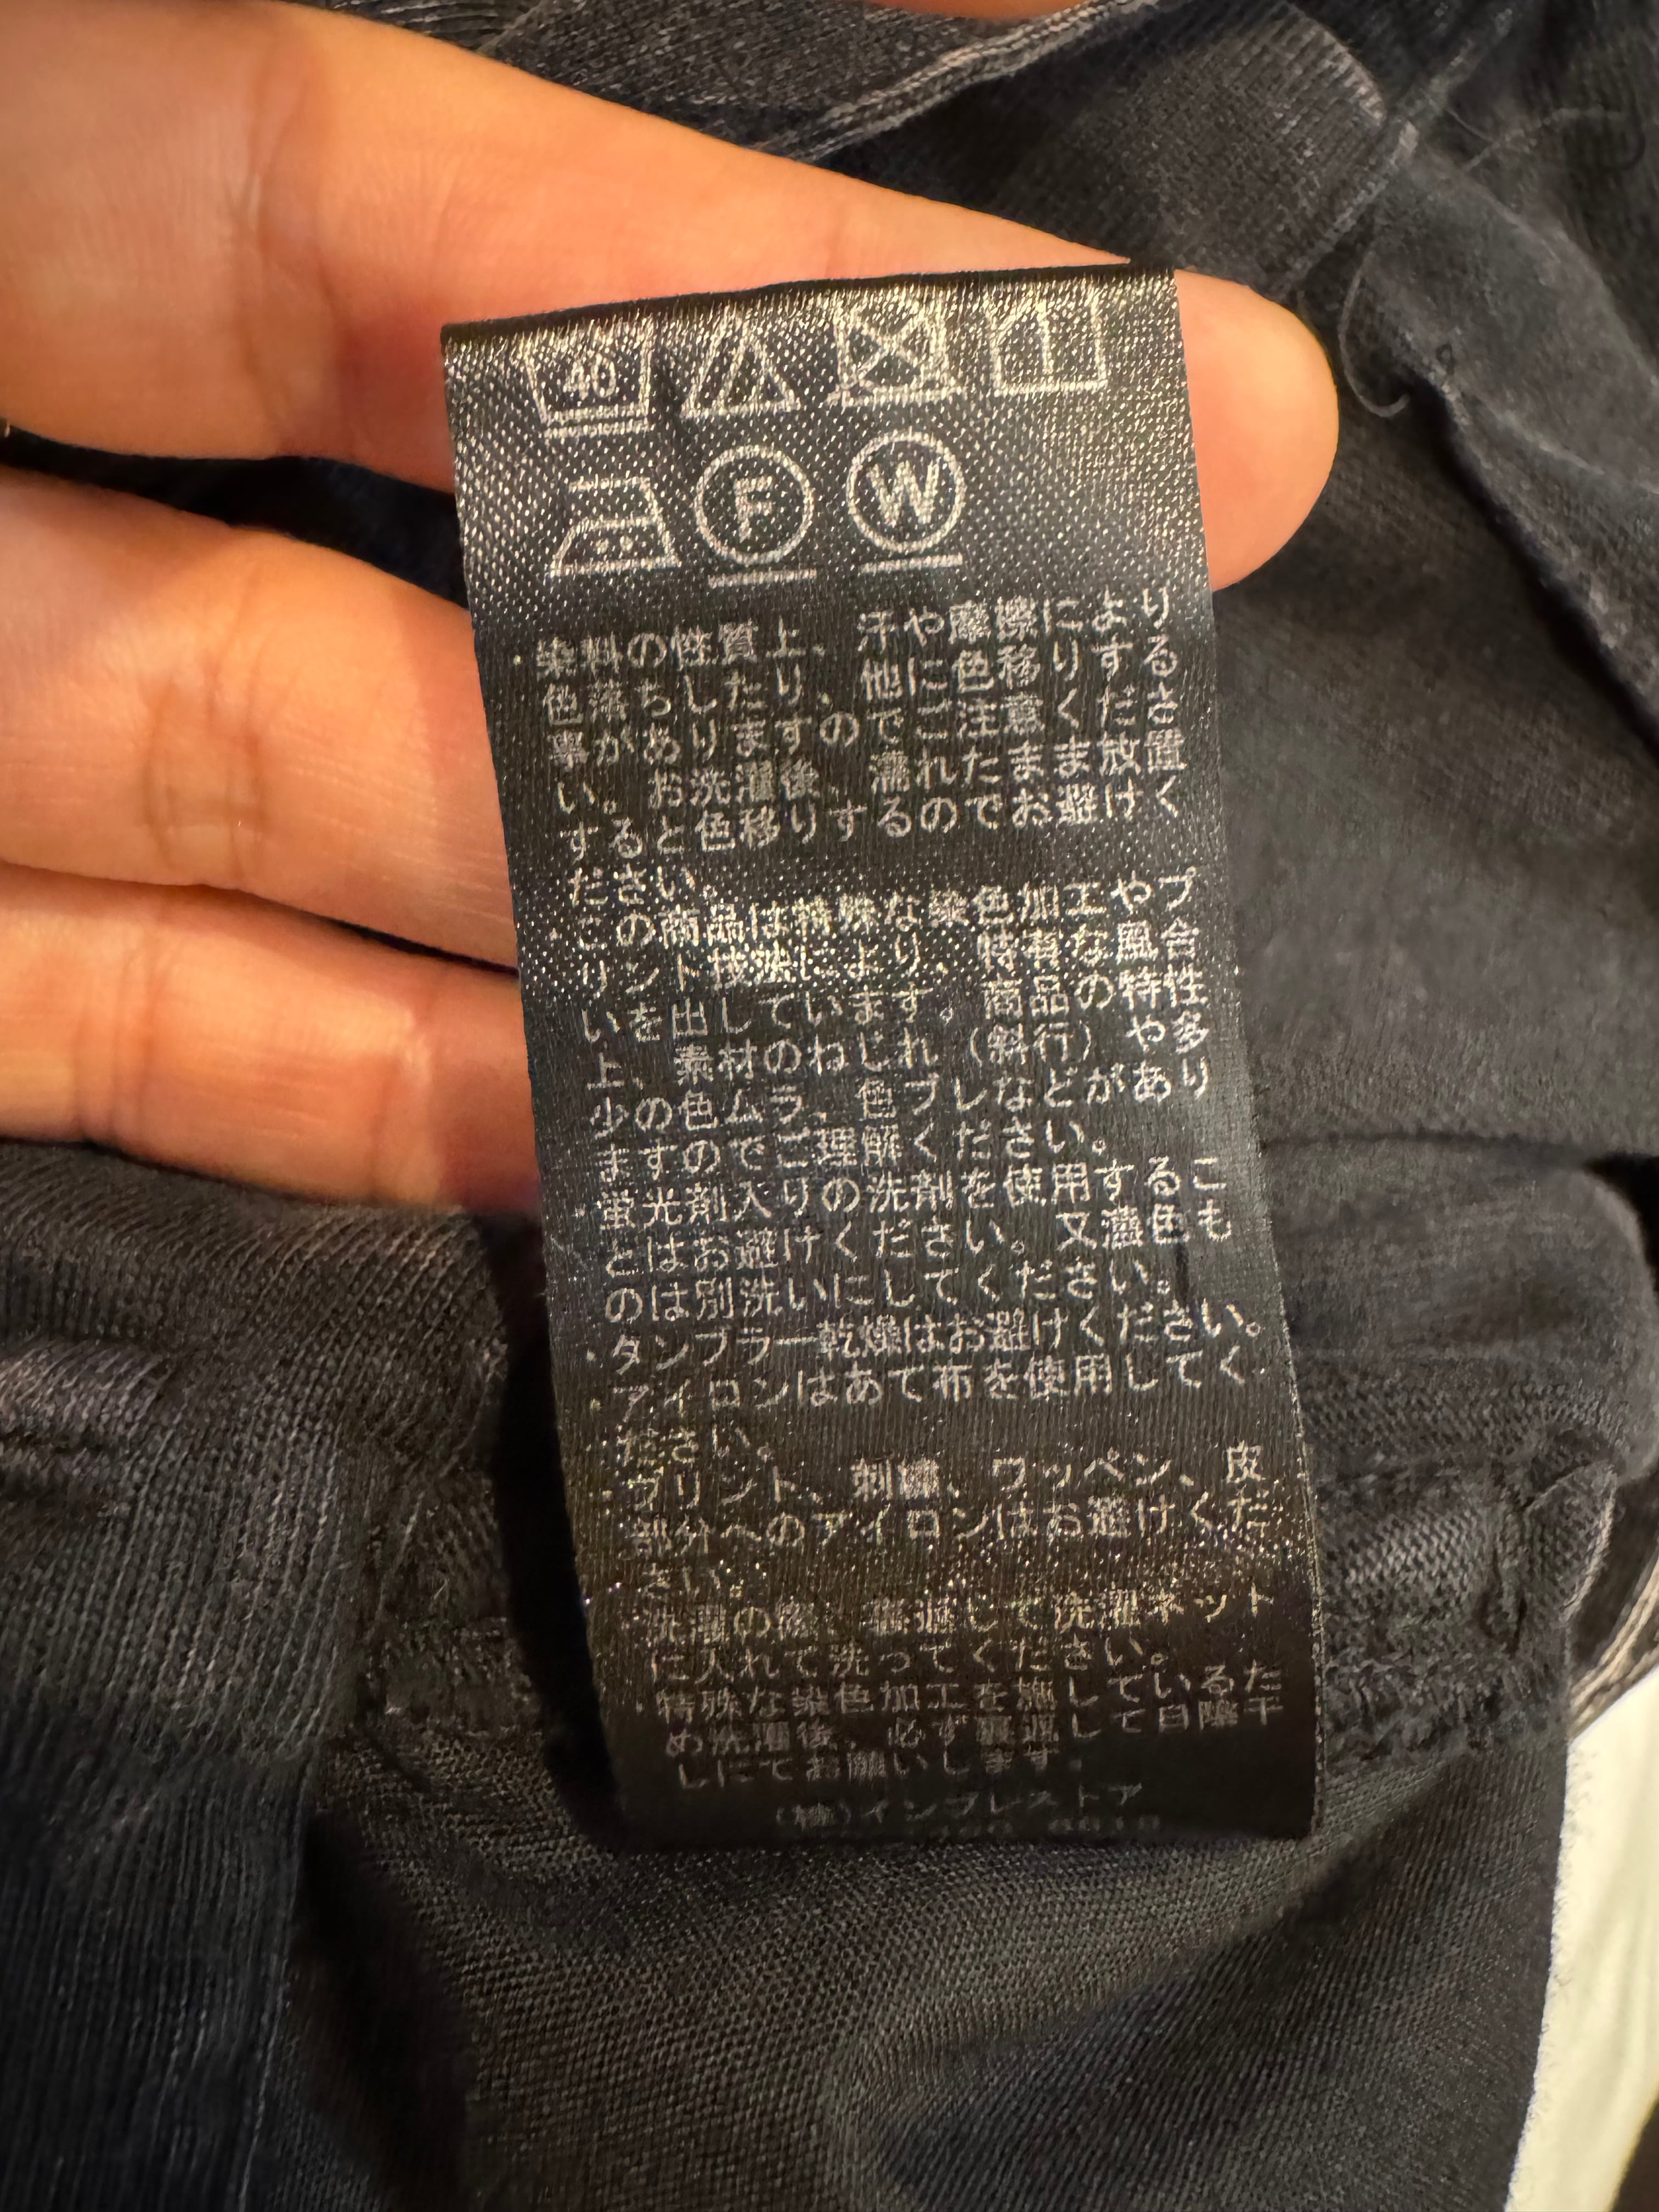 40
F W
・染料の性質上、汗や摩擦により
色落ちしたり、他に色移りする
事がありますのでご注意くださ
い。お洗濯後、濡れたまま放置
すると色移りするのでお避けく
ださい。
・この商品は特殊な染色加工やプ
リント技法により、特有な風合
いを出しています。商品の特性
上、素材のねじれ(斜行)や多
少の色ムラ、色ブレなどがあり
ますのでご理解ください。
・蛍光剤入りの洗剤を使用するこ
とはお避けください。又濃色も
のは別洗いにしてください。
・タンブラー乾燥はお避けください。
・アイロンはあて布を使用してく
ださい。
・プリント、刺繍、ワッペン、皮
部分へのアイロンはお避けくだ
さい。
・洗濯の際、裏返して洗濯ネット
に入れて洗ってください。
・特殊な染色加工を施しているた
め洗濯後、必ず裏返して日陰干
しにてお願いします。
(株)インプレストア